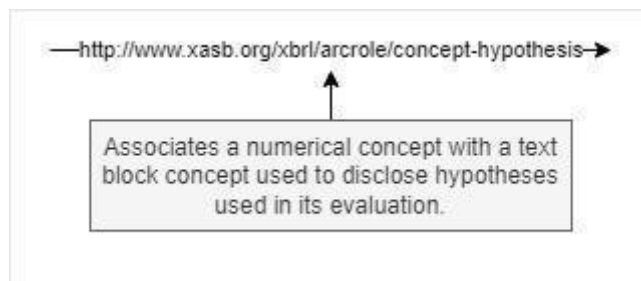 http://www.xasb.org/xbrl/arcrole/concept-hypothesis
Associates a numerical concept with a text
block concept used to disclose hypotheses
used in its evaluation.